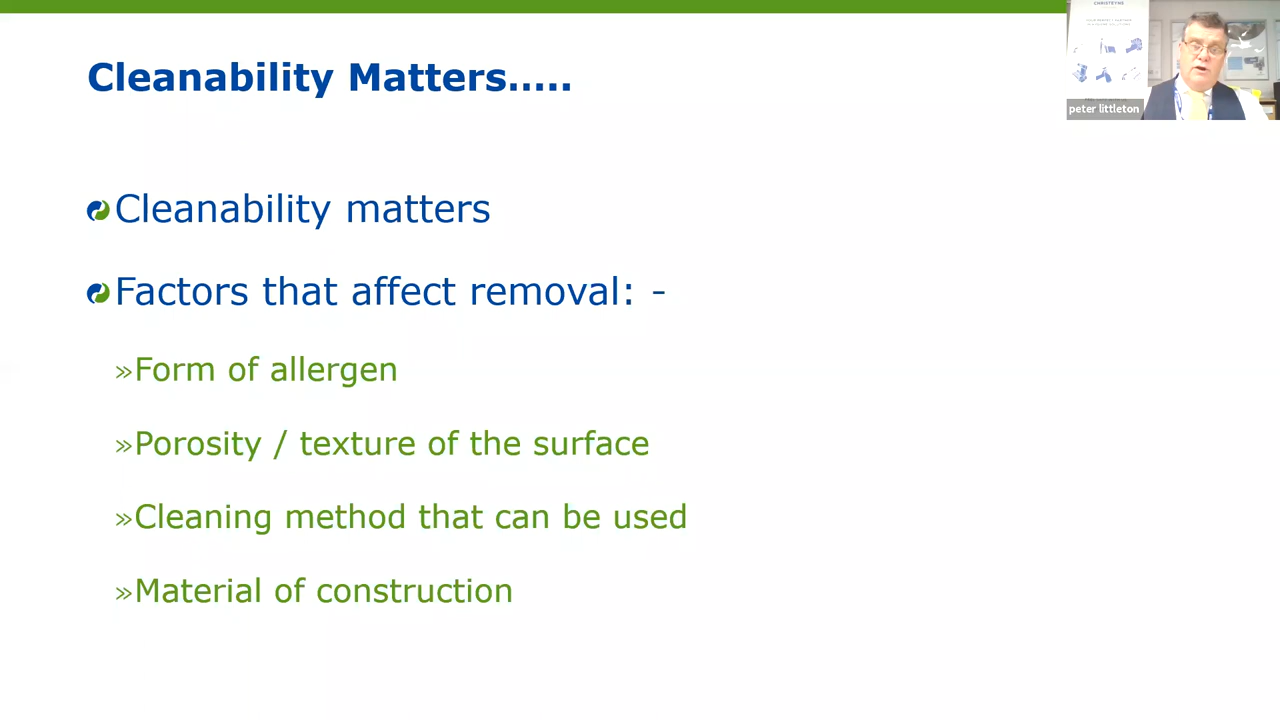 Cleanability Matters.....
CHRISTEYNS
peter littleton
Cleanability matters
Factors that affect removal: -
»Form of allergen
»Porosity / texture of the surface
»Cleaning method that can be used
»Material of construction